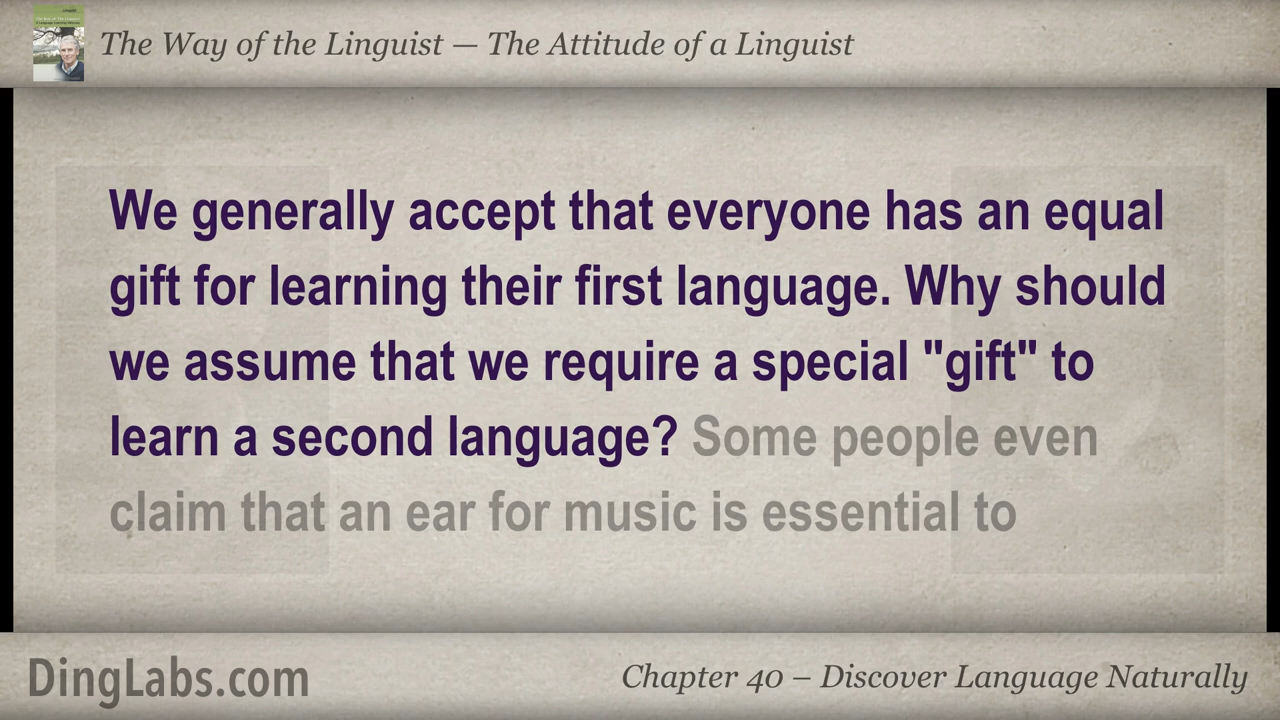 The Way of the Linguist — The Attitude of a Linguist
We generally accept that everyone has an equal
gift for learning their first language. Why should
we assume that we require a special "gift" to
learn a second language? Some people even
claim that an ear for music is essential to
DingLabs.com
Chapter 40 – Discover Language Naturally